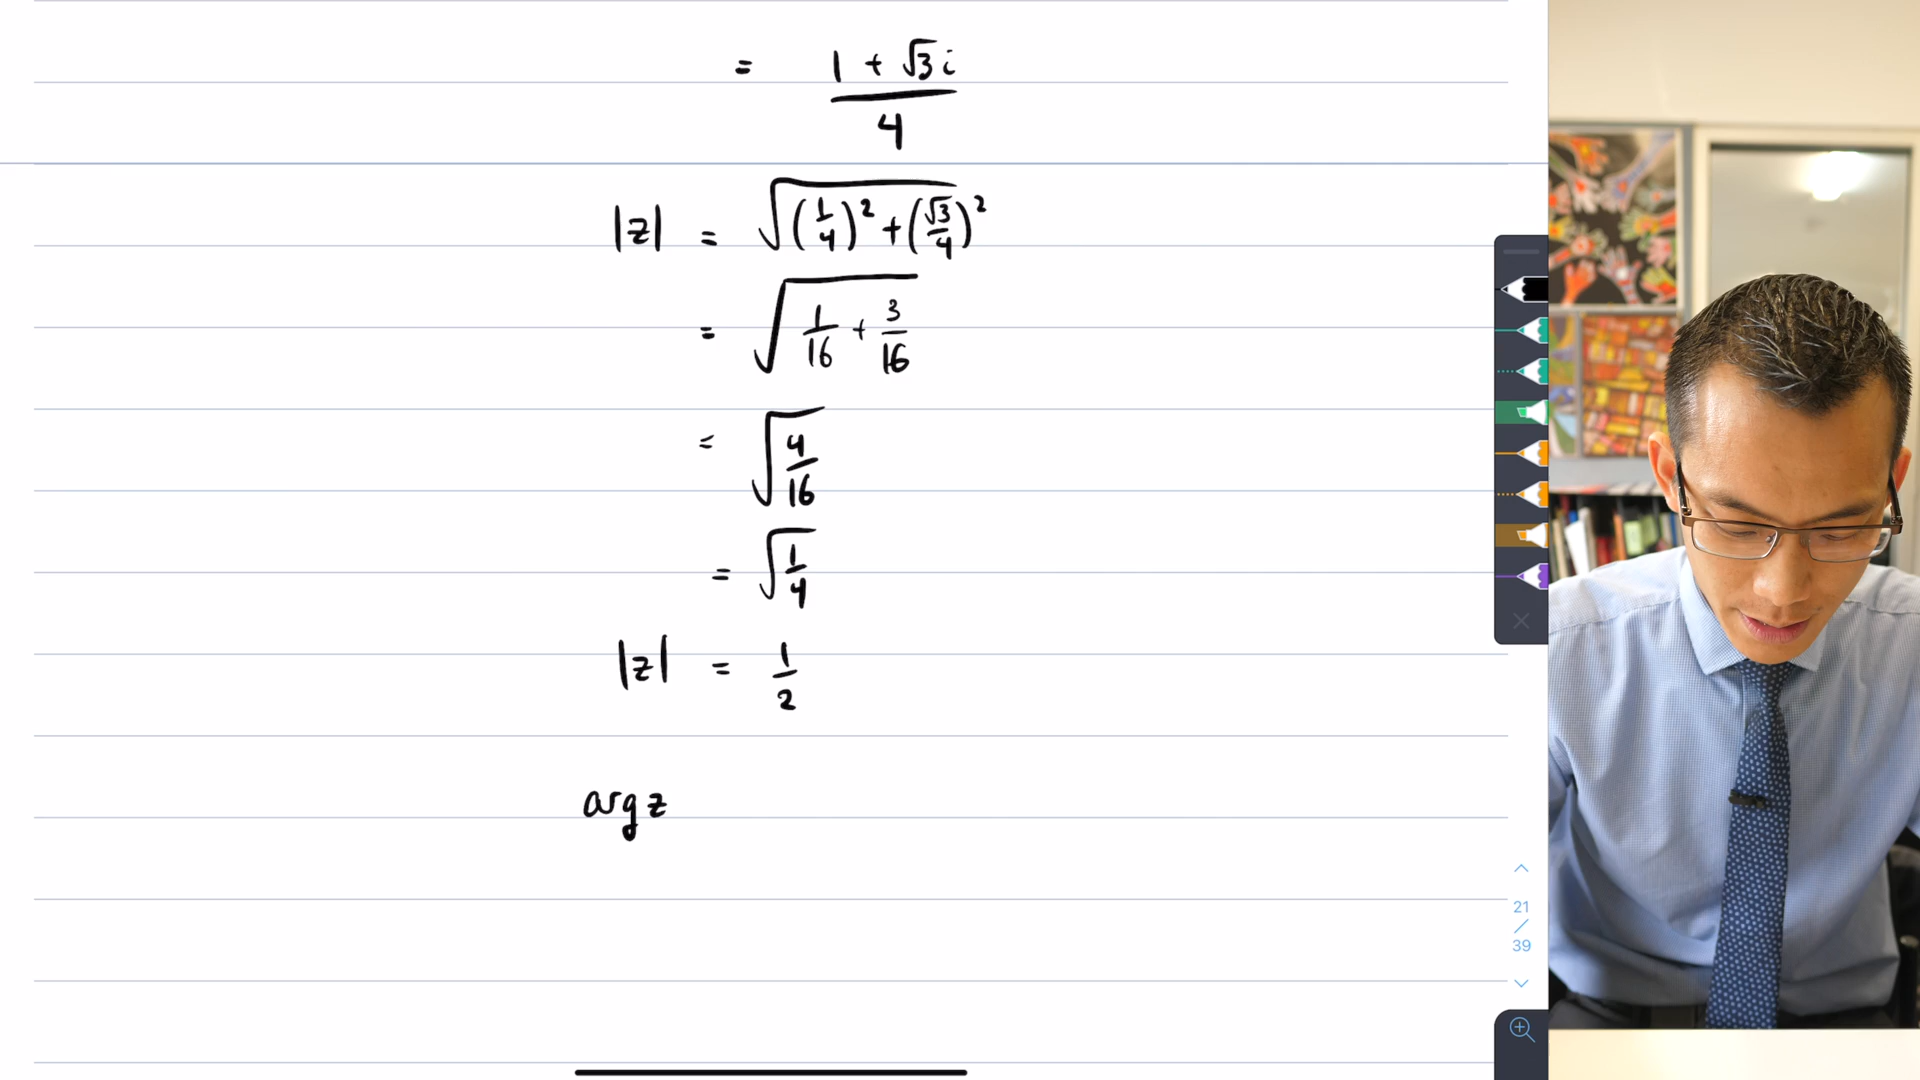 = 1 + √3 i / 4
|z| = √(1/4)² + (√3/4)²
= √1/16 + 3/16
= √4/16
= √1/4
|z| = 1/2
arg z
21
/
39